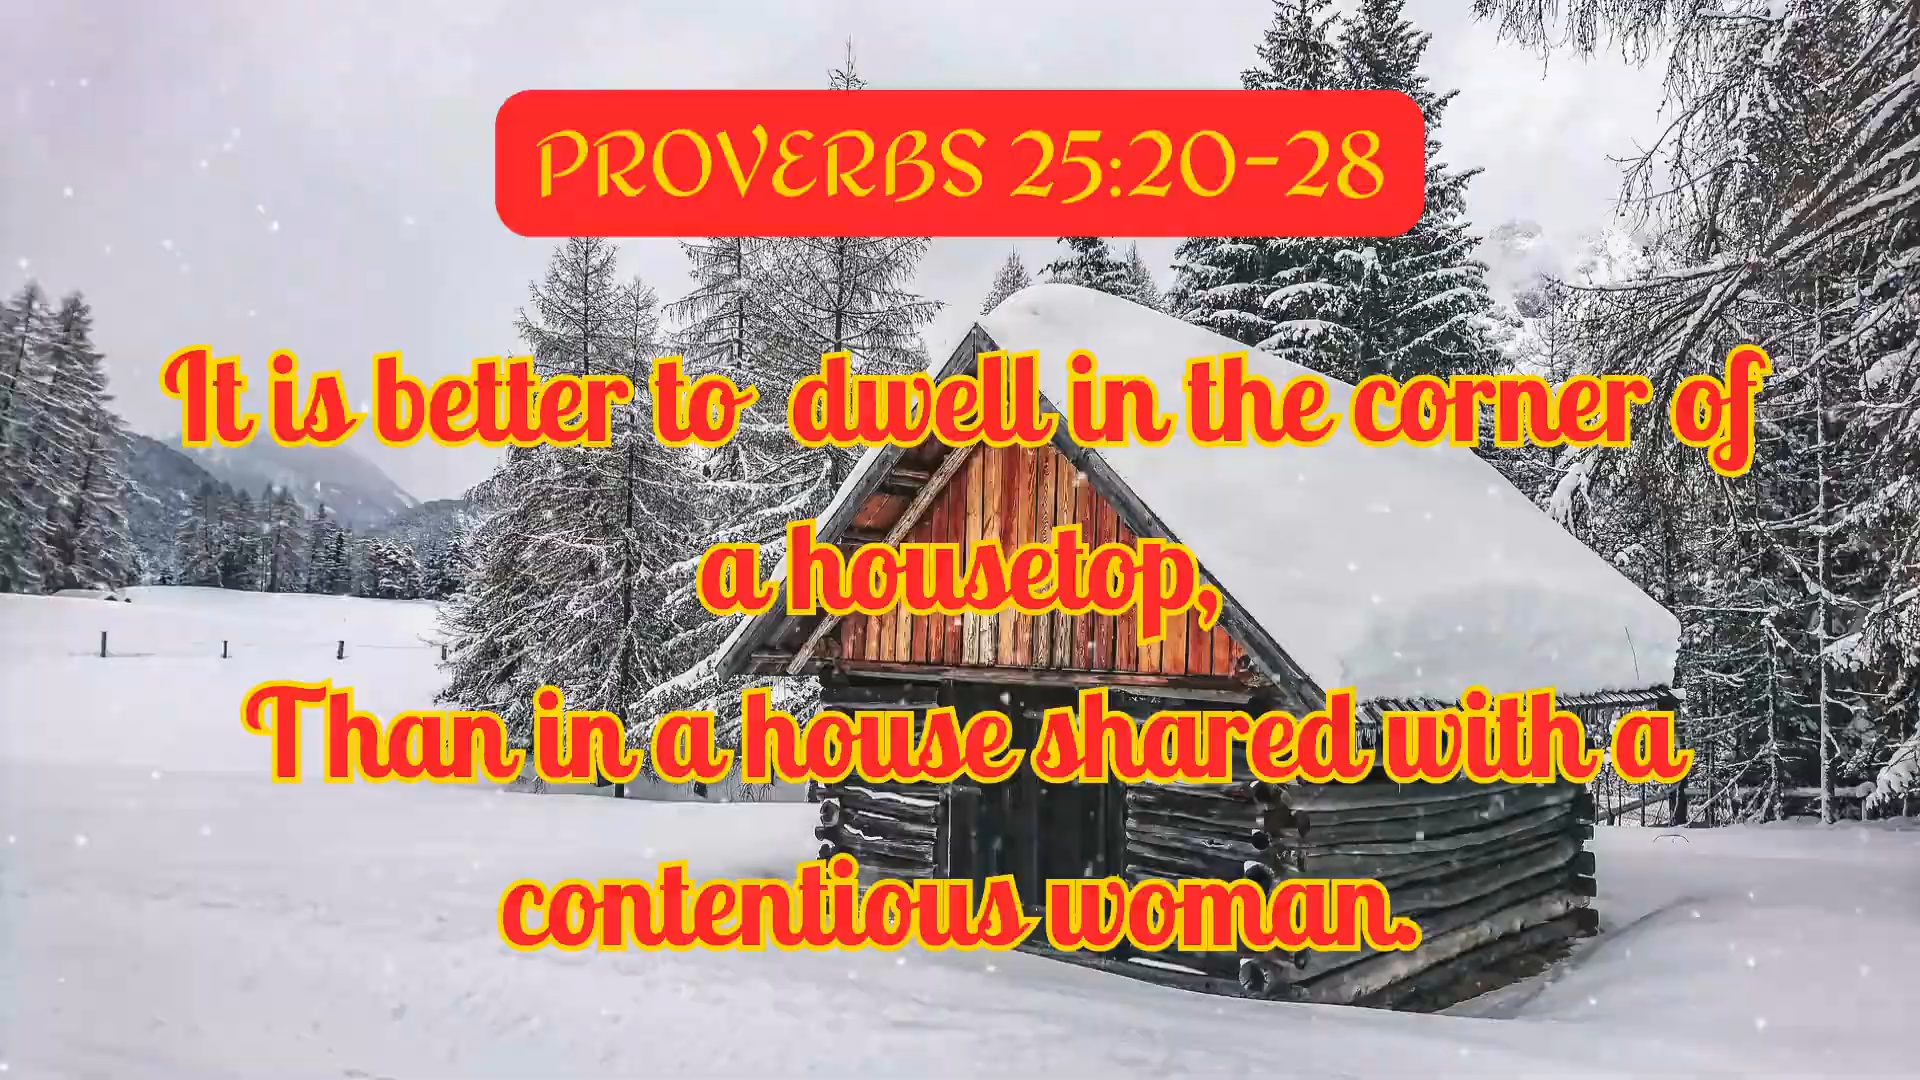 PROVERBS 25:20-28
It is better to dwell in the corner of
a housetop,
Than in a house shared with a
contentious woman.